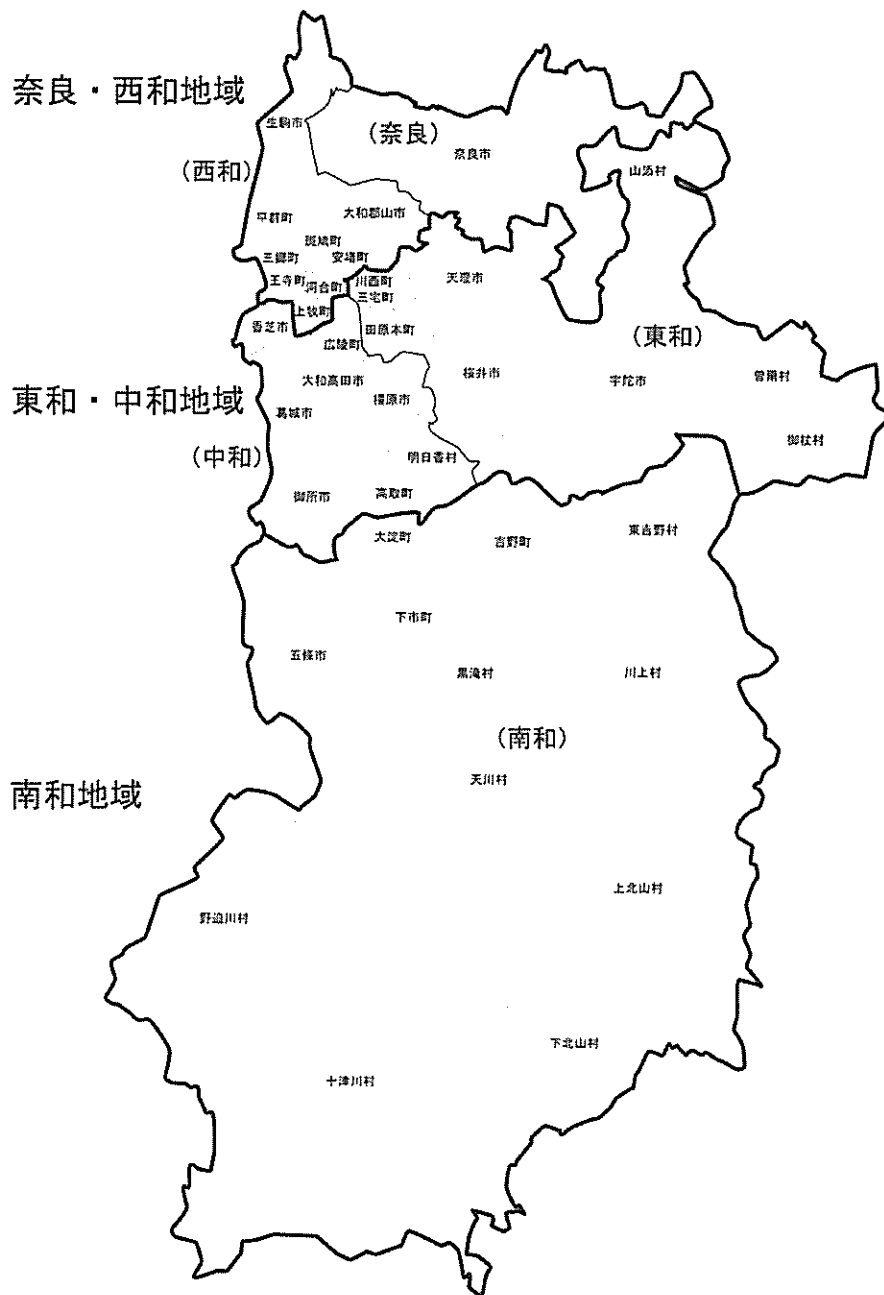 奈良・西和地域
生駒市
(奈良)
奈良市
(西和)
山添村
平群町
大和郡山市
斑鳩町
三郷町
安堵町
王寺町
河合町
川西町
天理市
三宅町
上牧町
香芝市
田原本町
広陵町
(東和)
東和・中和地域
大和高田市
桜井市
宇陀市
曽爾村
葛城市
橿原市
御杖村
(中和)
明日香村
御所市
高取町
大淀町
吉野町
東吉野村
下市町
五條市
黒滝村
川上村
(南和)
南和地域
天川村
上北山村
野迫川村
下北山村
十津川村